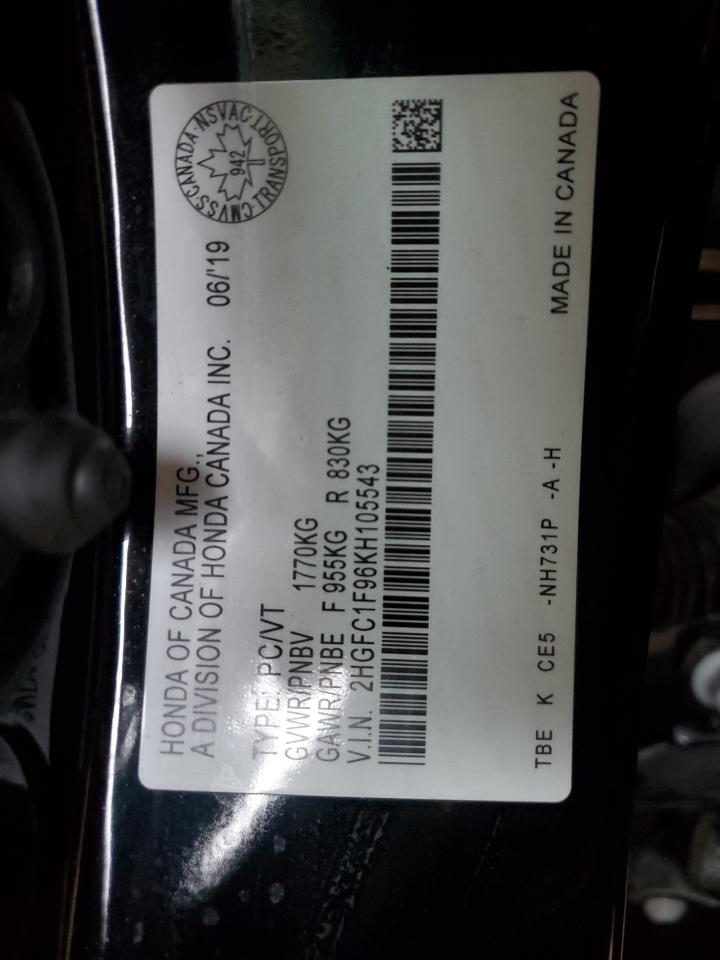 HONDA OF CANADA MFG.,
A DIVISION OF HONDA CANADA INC. 06/'19
CMVSS·CANADA·NSVAC·TRANSPORT·
942
TYPE: PC/VT
GVWR/PNBV 1770KG
GAWR/PNBE F 955KG R 830KG
V.I.N. 2HGFC1F96KH105543
TBE K CE5 -NH731P -A -H MADE IN CANADA